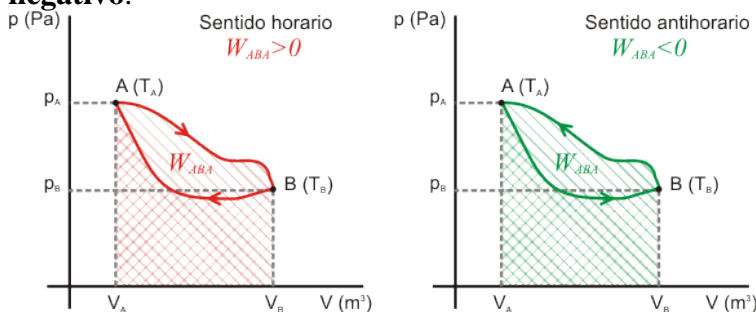 negativo.
p (Pa)
Sentido horario
W_ABA>0
A (T_A)
p_A
W_ABA
p_B
B (T_B)
V_A
V_B
V (m³)
p (Pa)
Sentido antihorario
W_ABA<0
A (T_A)
p_A
W_ABA
p_B
B (T_B)
V_A
V_B
V (m³)